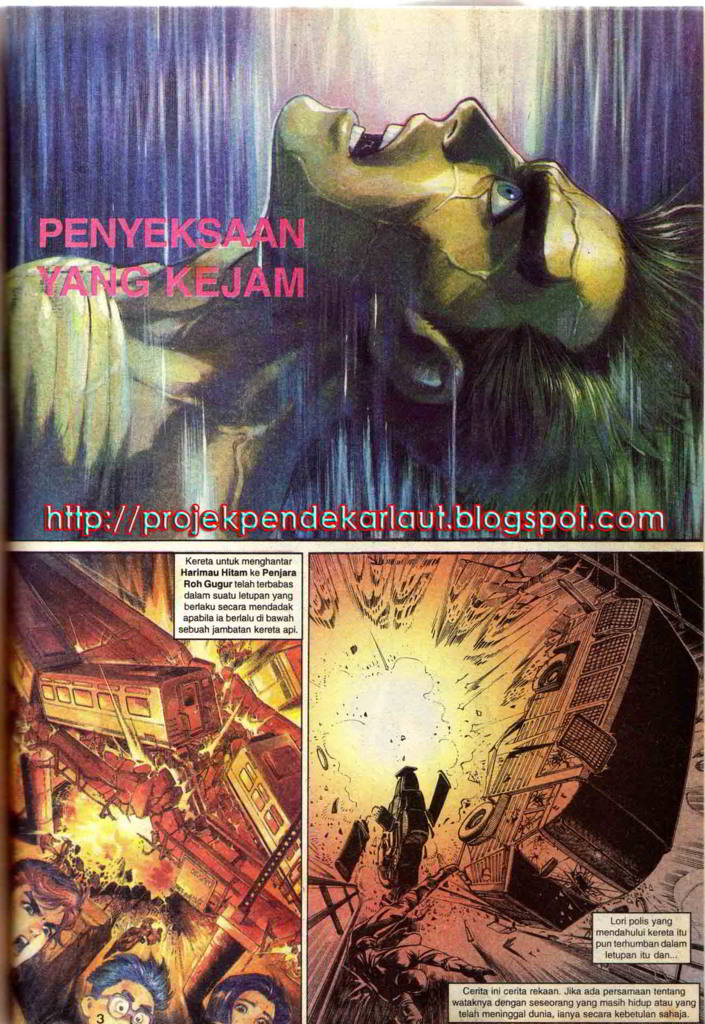 PENYEKSAAN
YANG KEJAM
http://projekpendekarlaut.blogspot.com
Kereta untuk menghantar
Harimau Hitam ke Penjara
Roh Gugur telah terbabas
dalam suatu letupan yang
berlaku secara mendadak
apabila ia berlalu di bawah
sebuah jambatan kereta api.
Lori polis yang
mendahului kereta itu
pun terhumban dalam
letupan itu dan...
Cerita ini cerita rekaan. Jika ada persamaan tentang
wataknya dengan seseorang yang masih hidup atau yang
telah meninggal dunia, ianya secara kebetulan sahaja.
3